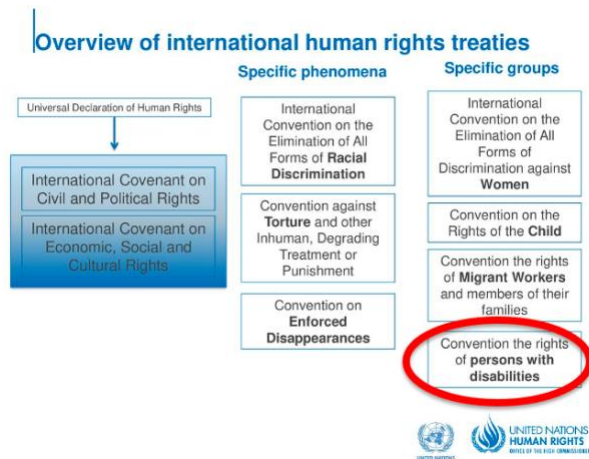 Overview of international human rights treaties
Specific phenomena
Specific groups
Universal Declaration of Human Rights
International Covenant on
Civil and Political Rights
International Covenant on
Economic, Social and
Cultural Rights
International
Convention on the
Elimination of All
Forms of Racial
Discrimination
Convention against
Torture and other
Inhuman, Degrading
Treatment or
Punishment
Convention on
Enforced
Disappearances
International
Convention on the
Elimination of All
Forms of
Discrimination against
Women
Convention on the
Rights of the Child
Convention the rights
of Migrant Workers
and members of their
families
Convention the rights
of persons with
disabilities
UNITED NATIONS
UNITED NATIONS
HUMAN RIGHTS
OFFICE OF THE HIGH COMMISSIONER